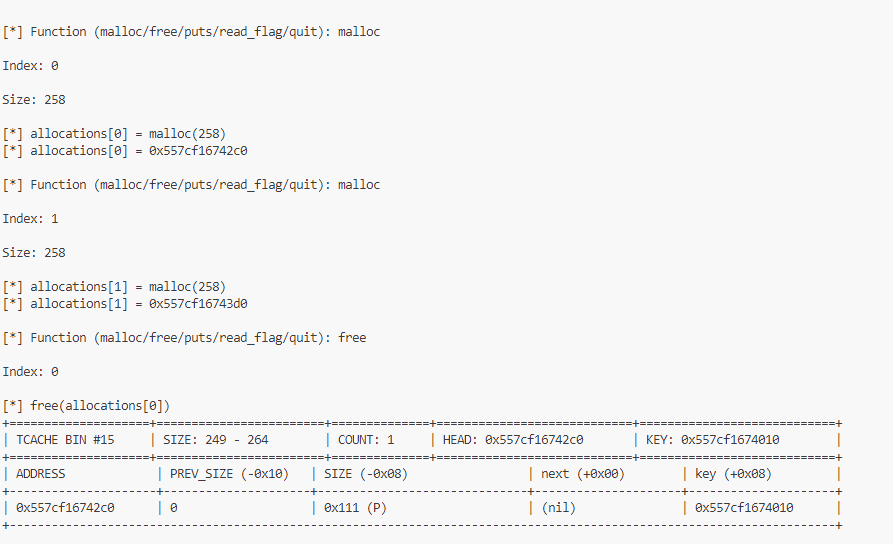 [*] Function (malloc/free/puts/read_flag/quit): malloc
Index: 0
Size: 258
[*] allocations[0] = malloc(258)
[*] allocations[0] = 0x557cf16742c0
[*] Function (malloc/free/puts/read_flag/quit): malloc
Index: 1
Size: 258
[*] allocations[1] = malloc(258)
[*] allocations[1] = 0x557cf16743d0
[*] Function (malloc/free/puts/read_flag/quit): free
Index: 0
[*] free(allocations[0])
+====================+========================+==============+============================+============================+
| TCACHE BIN #15 | SIZE: 249 - 264 | COUNT: 1 | HEAD: 0x557cf16742c0 | KEY: 0x557cf1674010 |
+====================+========================+==============+============================+============================+
| ADDRESS | PREV_SIZE (-0x10) | SIZE (-0x08) | next (+0x00) | key (+0x08) |
+---------------------+---------------------+------------------------------+---------------------+---------------------+
| 0x557cf16742c0 | 0 | 0x111 (P) | (nil) | 0x557cf1674010 |
+----------------------------------------------------------------------------------------------------------------------+